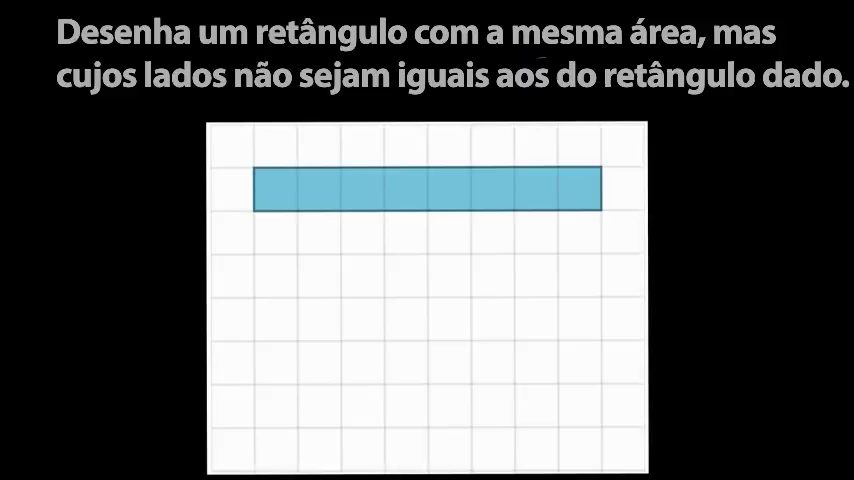 Desenha um retângulo com a mesma área, mas
cujos lados não sejam iguais aos do retângulo dado.